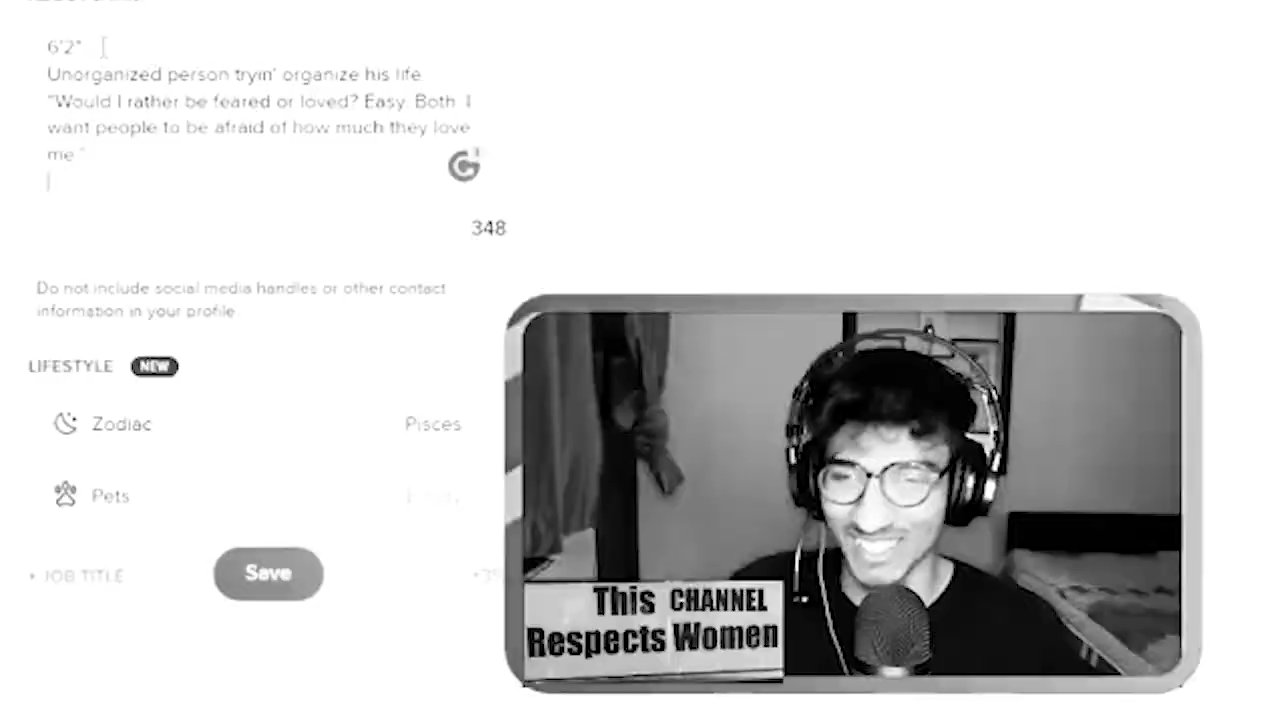 6'2"
Unorganized person tryin' organize his life.
"Would I rather be feared or loved? Easy. Both. I
want people to be afraid of how much they love
me."
348
Do not include social media handles or other contact
information in your profile.
LIFESTYLE NEW
Zodiac Pisces
Pets
JOB TITLE
Save
This CHANNEL
Respects Women